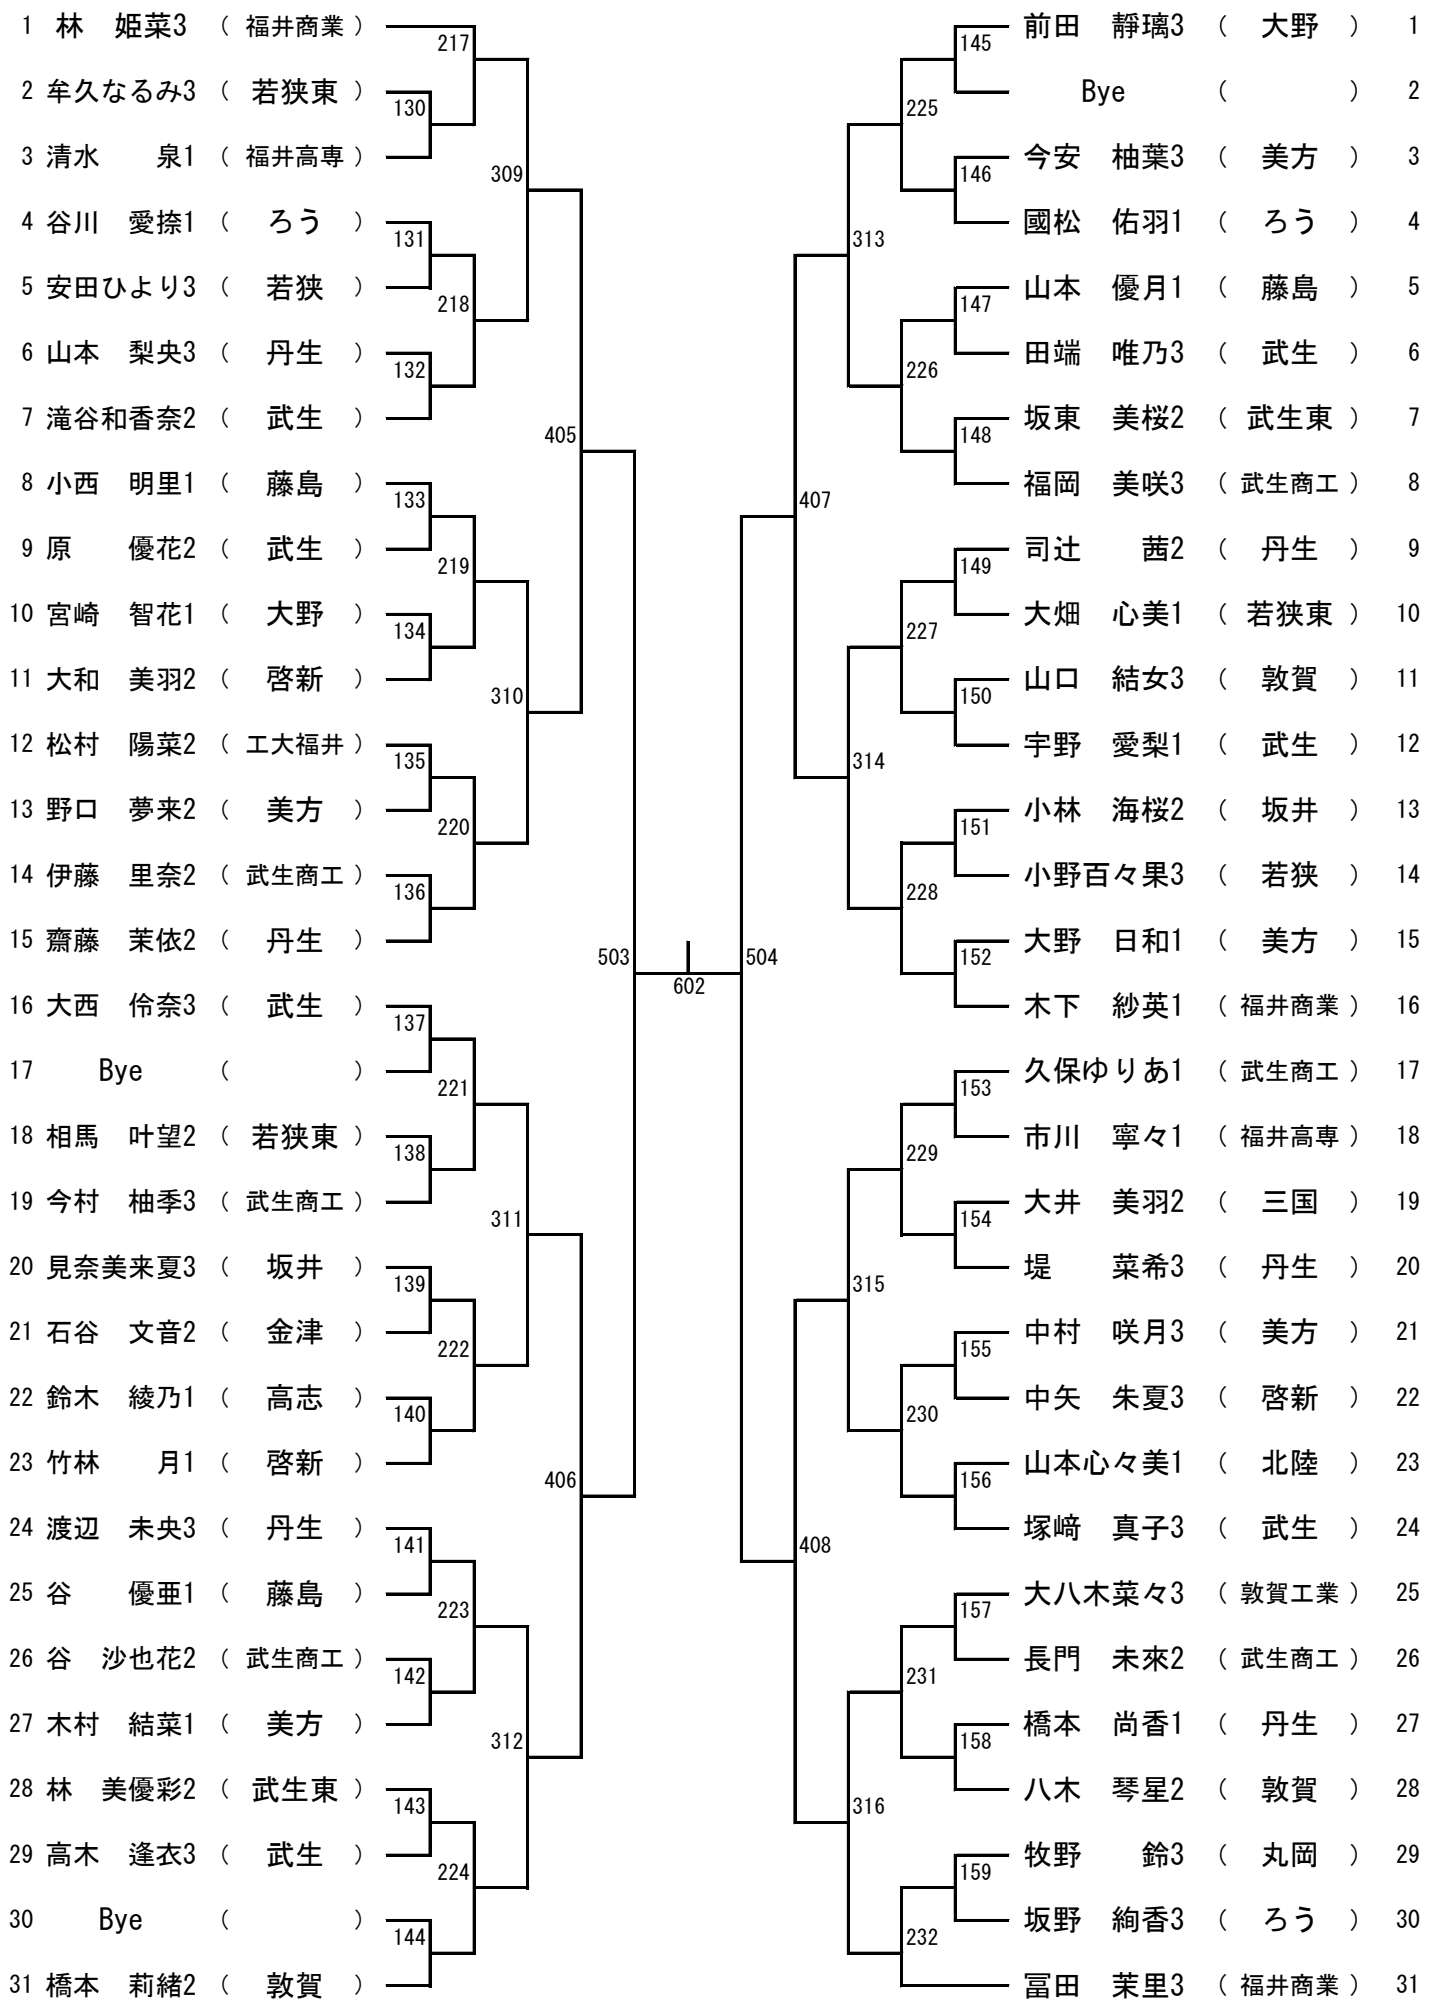 1 林　姫菜3 （ 福井商業 ）
217
2 牟久なるみ3 （ 若狭東 ）
130
3 清水　　泉1 （ 福井高専 ）
309
4 谷川　愛捺1 （ ろう ）
131
5 安田ひより3 （ 若狭 ）
218
6 山本　梨央3 （ 丹生 ）
132
7 滝谷和香奈2 （ 武生 ）
405
8 小西　明里1 （ 藤島 ）
133
9 原　　優花2 （ 武生 ）
219
10 宮崎　智花1 （ 大野 ）
134
11 大和　美羽2 （ 啓新 ）
310
12 松村　陽菜2 （ 工大福井 ）
135
13 野口　夢来2 （ 美方 ）
220
14 伊藤　里奈2 （ 武生商工 ）
136
15 齋藤　茉依2 （ 丹生 ）
503
16 大西　伶奈3 （ 武生 ）
137
17 Bye （ ）
221
18 相馬　叶望2 （ 若狭東 ）
138
19 今村　柚季3 （ 武生商工 ）
311
20 見奈美来夏3 （ 坂井 ）
139
21 石谷　文音2 （ 金津 ）
222
22 鈴木　綾乃1 （ 高志 ）
140
23 竹林　　月1 （ 啓新 ）
406
24 渡辺　未央3 （ 丹生 ）
141
25 谷　　優亜1 （ 藤島 ）
223
26 谷　沙也花2 （ 武生商工 ）
142
27 木村　結菜1 （ 美方 ）
312
28 林　美優彩2 （ 武生東 ）
143
29 高木　逢衣3 （ 武生 ）
224
30 Bye （ ）
144
31 橋本　莉緒2 （ 敦賀 ）
602
前田　靜璃3 （ 大野 ） 1
145
Bye （ ） 2
225
今安　柚葉3 （ 美方 ） 3
146
國松　佑羽1 （ ろう ） 4
313
山本　優月1 （ 藤島 ） 5
147
田端　唯乃3 （ 武生 ） 6
226
坂東　美桜2 （ 武生東 ） 7
148
福岡　美咲3 （ 武生商工 ） 8
407
司辻　　茜2 （ 丹生 ） 9
149
大畑　心美1 （ 若狭東 ） 10
227
山口　結女3 （ 敦賀 ） 11
150
宇野　愛梨1 （ 武生 ） 12
314
小林　海桜2 （ 坂井 ） 13
151
小野百々果3 （ 若狭 ） 14
228
大野　日和1 （ 美方 ） 15
152
504
木下　紗英1 （ 福井商業 ） 16
久保ゆりあ1 （ 武生商工 ） 17
153
市川　寧々1 （ 福井高専 ） 18
229
大井　美羽2 （ 三国 ） 19
154
堤　　菜希3 （ 丹生 ） 20
315
中村　咲月3 （ 美方 ） 21
155
中矢　朱夏3 （ 啓新 ） 22
230
山本心々美1 （ 北陸 ） 23
156
塚﨑　真子3 （ 武生 ） 24
408
大八木菜々3 （ 敦賀工業 ） 25
157
長門　未來2 （ 武生商工 ） 26
231
橋本　尚香1 （ 丹生 ） 27
158
八木　琴星2 （ 敦賀 ） 28
316
牧野　　鈴3 （ 丸岡 ） 29
159
坂野　絢香3 （ ろう ） 30
232
冨田　茉里3 （ 福井商業 ） 31